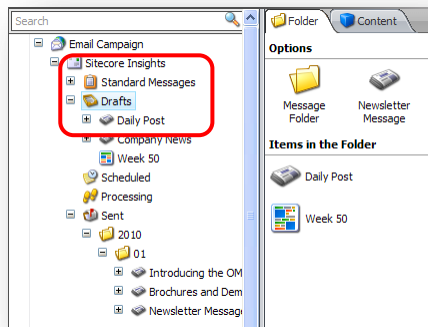 Search
Email Campaign
Sitecore Insights
Standard Messages
Drafts
Daily Post
Company News
Week 50
Scheduled
Processing
Sent
2010
01
Introducing the OM
Brochures and Dem
Newsletter Messag
Folder
Content
Options
Message Folder
Newsletter Message
Items in the Folder
Daily Post
Week 50